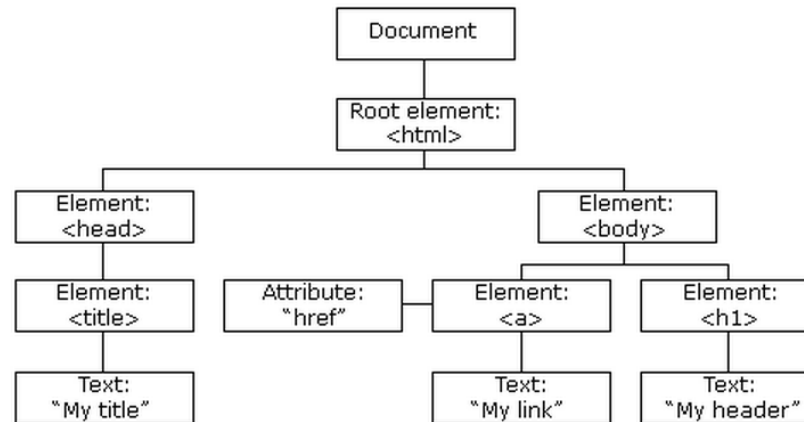 Document
Root element:
<html>
Element:
<head>
Element:
<body>
Element:
<title>
Attribute:
“href”
Element:
<a>
Element:
<h1>
Text:
“My title”
Text:
“My link”
Text:
“My header”